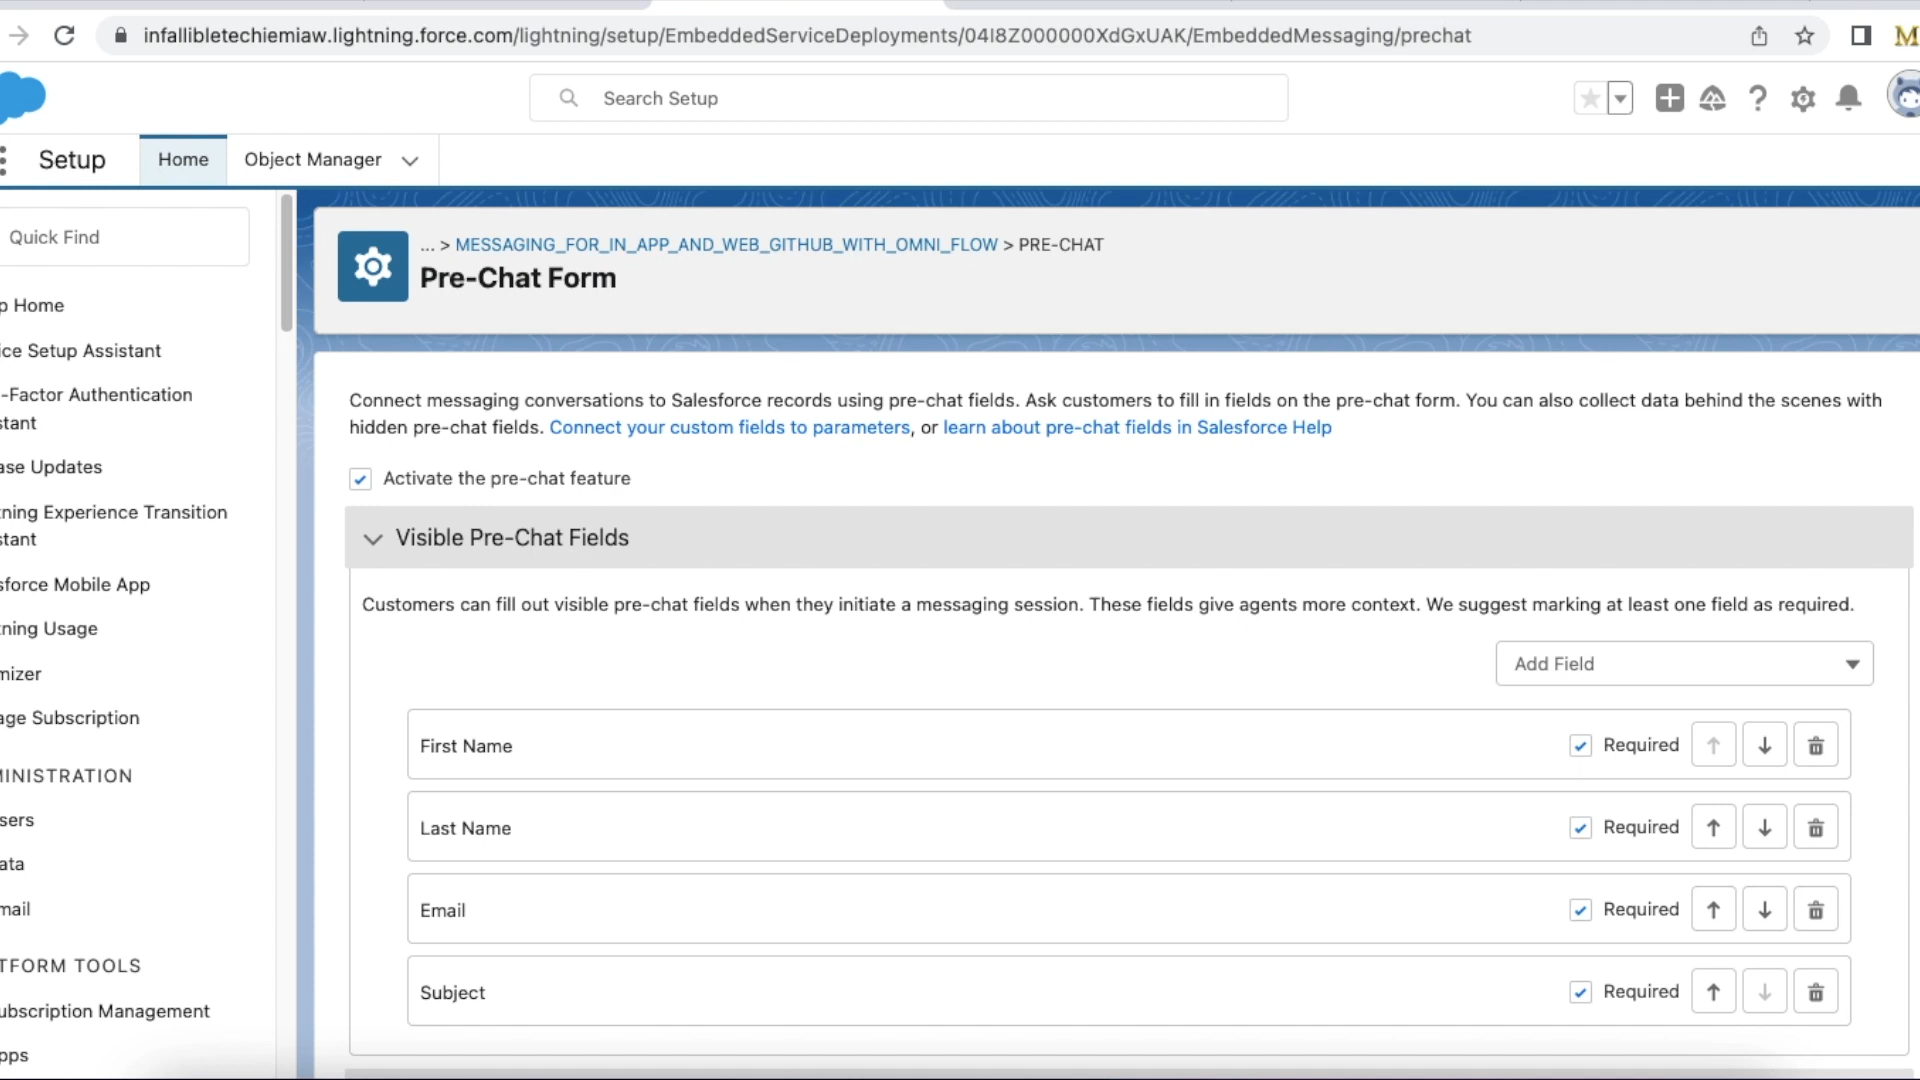 infallibletechiemiaw.lightning.force.com/lightning/setup/EmbeddedServiceDeployments/04I8Z000000XdGxUAK/EmbeddedMessaging/prechat
M
Search Setup
Setup
Home
Object Manager
Quick Find
p Home
ice Setup Assistant
-Factor Authentication
stant
ase Updates
tning Experience Transition
stant
sforce Mobile App
tning Usage
mizer
age Subscription
MINISTRATION
sers
ata
mail
TFORM TOOLS
ubscription Management
pps
... > MESSAGING_FOR_IN_APP_AND_WEB_GITHUB_WITH_OMNI_FLOW > PRE-CHAT
Pre-Chat Form
Connect messaging conversations to Salesforce records using pre-chat fields. Ask customers to fill in fields on the pre-chat form. You can also collect data behind the scenes with
hidden pre-chat fields. Connect your custom fields to parameters, or learn about pre-chat fields in Salesforce Help
Activate the pre-chat feature
Visible Pre-Chat Fields
Customers can fill out visible pre-chat fields when they initiate a messaging session. These fields give agents more context. We suggest marking at least one field as required.
Add Field
First Name Required
Last Name Required
Email Required
Subject Required